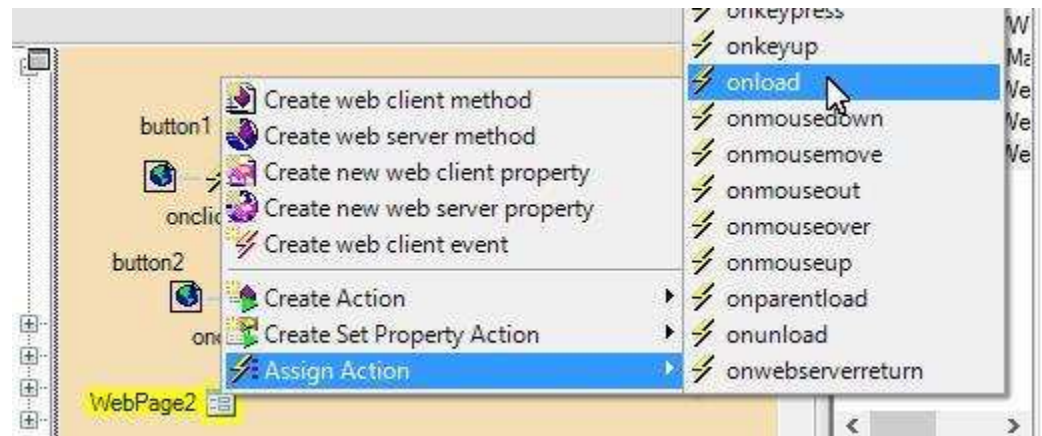 button1
onclic
button2
on
WebPage2
Create web client method
Create web server method
Create new web client property
Create new web server property
Create web client event
Create Action
Create Set Property Action
Assign Action
onkeypress
onkeyup
onload
onmousedown
onmousemove
onmouseout
onmouseover
onmouseup
onparentload
onunload
onwebserverreturn